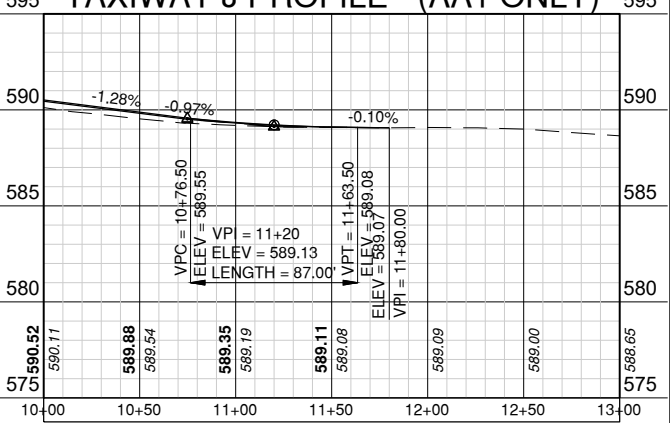 595 TAXIWAY J PROFILE (AAY ONLY) 595
-1.28%
-0.97%
-0.10%
590 590
585 585
580 580
575 575
VPC = 10+76.50
ELEV = 589.55
VPI = 11+20
ELEV = 589.13
LENGTH = 87.00'
VPT = 11+63.50
ELEV = 589.08
ELEV = 589.07
VPI = 11+80.00
590.52
590.11
589.88
589.54
589.35
589.19
589.11
589.08
589.09
589.00
588.65
10+00 10+50 11+00 11+50 12+00 12+50 13+00